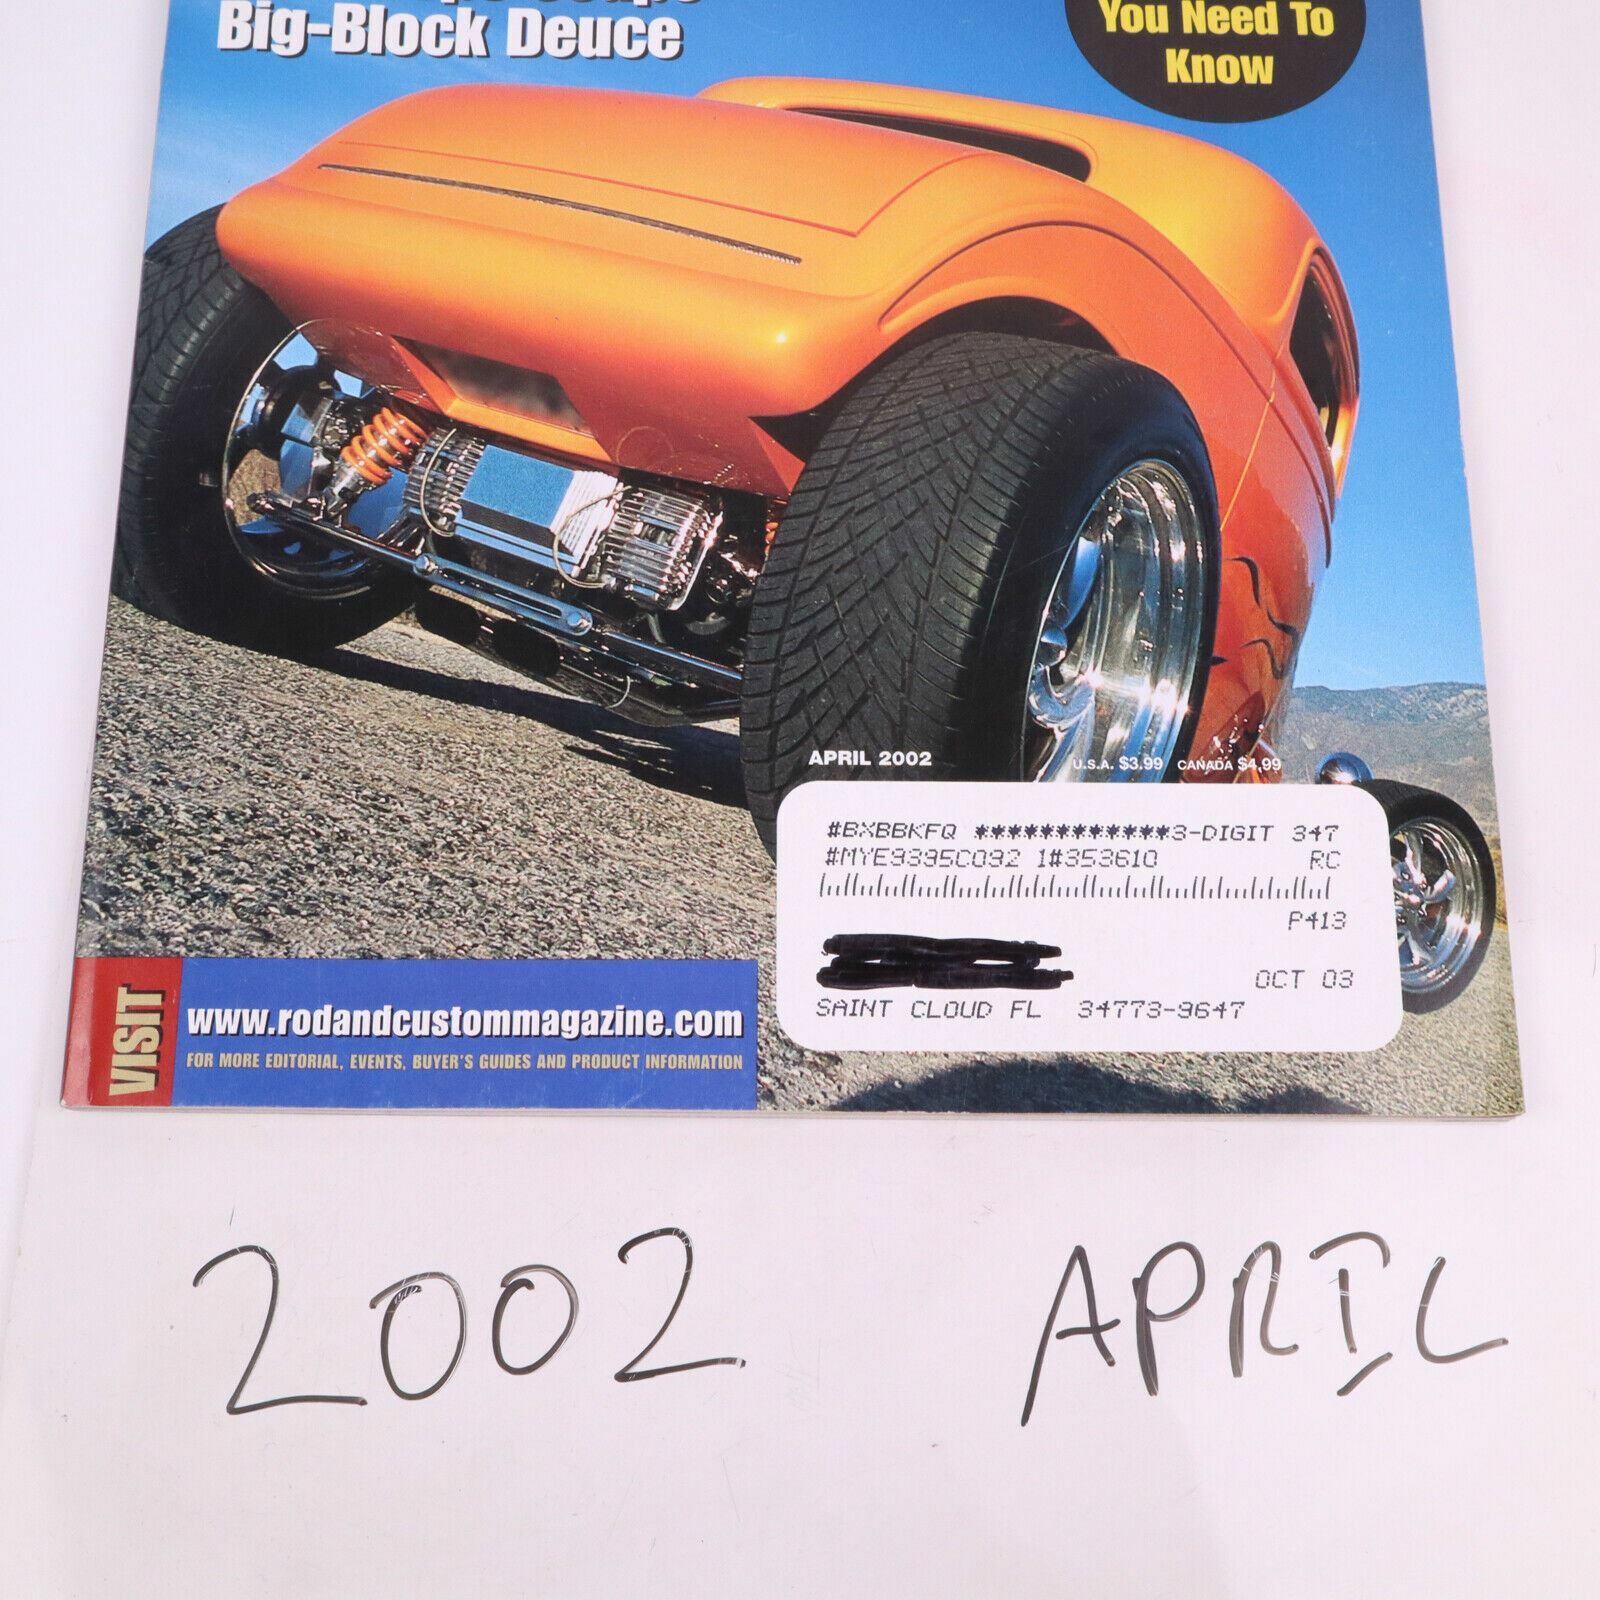 Big-Block Deuce
You Need To
Know
APRIL 2002
U.S.A. $3.99 CANADA $4.99
#BXBBKFQ ************3-DIGIT 347
#MYE9395C092 1#353610 RC
P413
OCT 03
SAINT CLOUD FL 34773-9647
VISIT
www.rodandcustommagazine.com
FOR MORE EDITORIAL, EVENTS, BUYER'S GUIDES AND PRODUCT INFORMATION
2002 APRIL